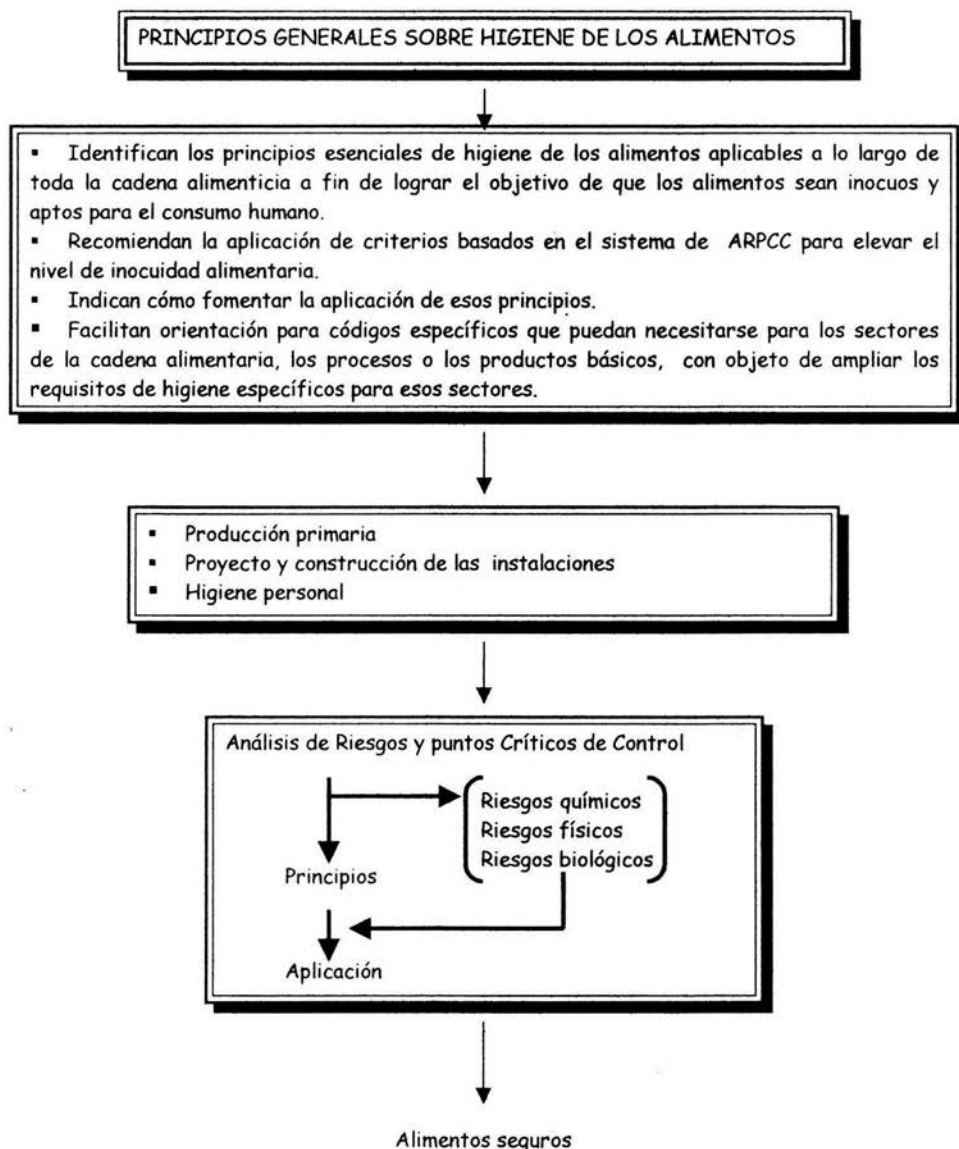 PRINCIPIOS GENERALES SOBRE HIGIENE DE LOS ALIMENTOS
▪ Identifican los principios esenciales de higiene de los alimentos aplicables a lo largo de
toda la cadena alimenticia a fin de lograr el objetivo de que los alimentos sean inocuos y
aptos para el consumo humano.
▪ Recomiendan la aplicación de criterios basados en el sistema de ARPCC para elevar el
nivel de inocuidad alimentaria.
▪ Indican cómo fomentar la aplicación de esos principios.
▪ Facilitan orientación para códigos específicos que puedan necesitarse para los sectores
de la cadena alimentaria, los procesos o los productos básicos, con objeto de ampliar los
requisitos de higiene específicos para esos sectores.
▪ Producción primaria
▪ Proyecto y construcción de las instalaciones
▪ Higiene personal
Análisis de Riesgos y puntos Críticos de Control
Riesgos químicos
Riesgos físicos
Riesgos biológicos
Principios
Aplicación
Alimentos seguros